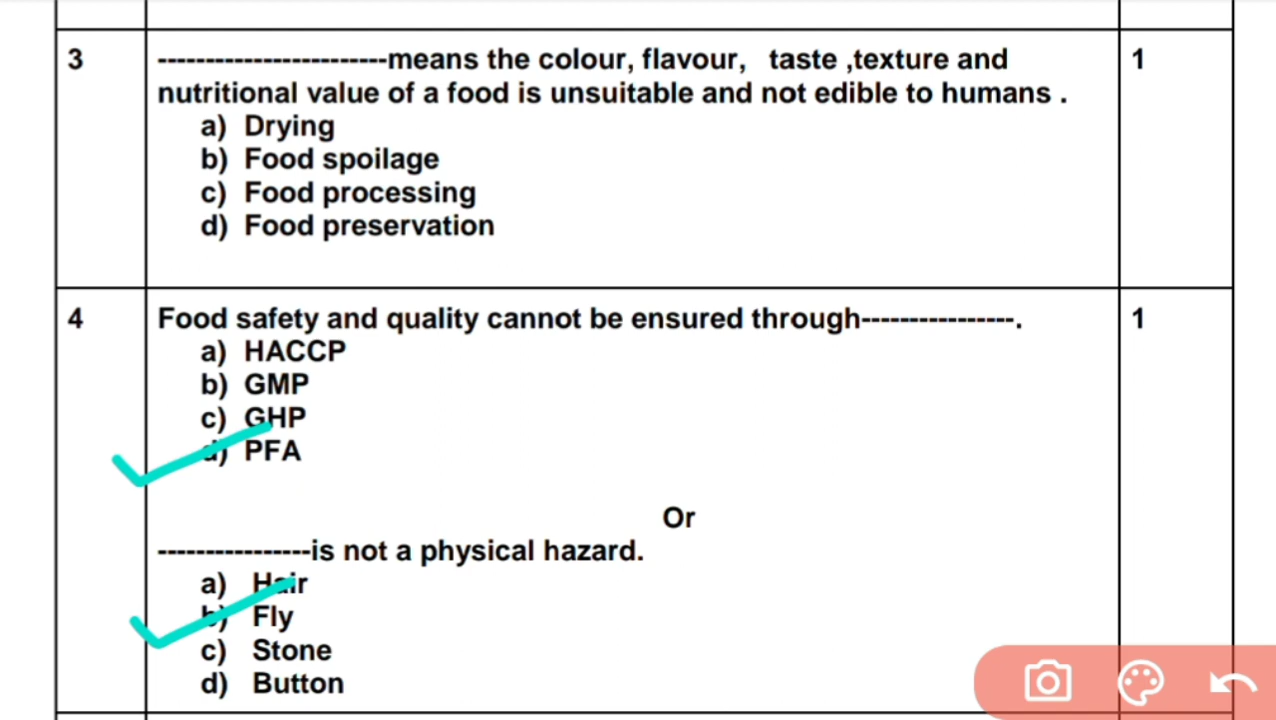 3
------------------------means the colour, flavour, taste ,texture and
nutritional value of a food is unsuitable and not edible to humans .
1
a) Drying
b) Food spoilage
c) Food processing
d) Food preservation
4
Food safety and quality cannot be ensured through----------------.
1
a) HACCP
b) GMP
c) GHP
d) PFA
Or
----------------is not a physical hazard.
a) Hair
b) Fly
c) Stone
d) Button